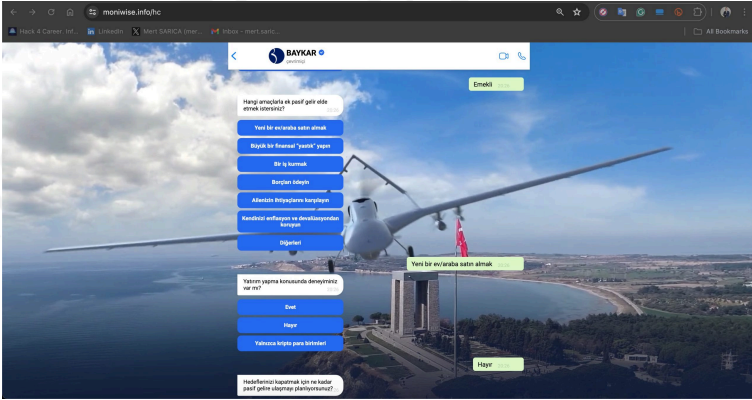 moniwise.info/hc
Hack 4 Career: Inf...
LinkedIn
Mert SARICA (mer...
Inbox - mert.saric...
All Bookmarks
BAYKAR
çevrimiçi
Emekli
Hangi amaçlarla ek pasif gelir elde
etmek istersiniz?
Yeni bir ev/araba satın almak
Büyük bir finansal "yastık" yapın
Bir iş kurmak
Borçları ödeyin
Ailenizin ihtiyaçlarını karşılayın
Kendinizi enflasyon ve devalüasyondan
koruyun
Diğerleri
Yeni bir ev/araba satın almak
Yatırım yapma konusunda deneyiminiz
var mı?
Evet
Hayır
Yalnızca kripto para birimleri
Hayır
Hedeflerinizi kapatmak için ne kadar
pasif gelire ulaşmayı planlıyorsunuz?